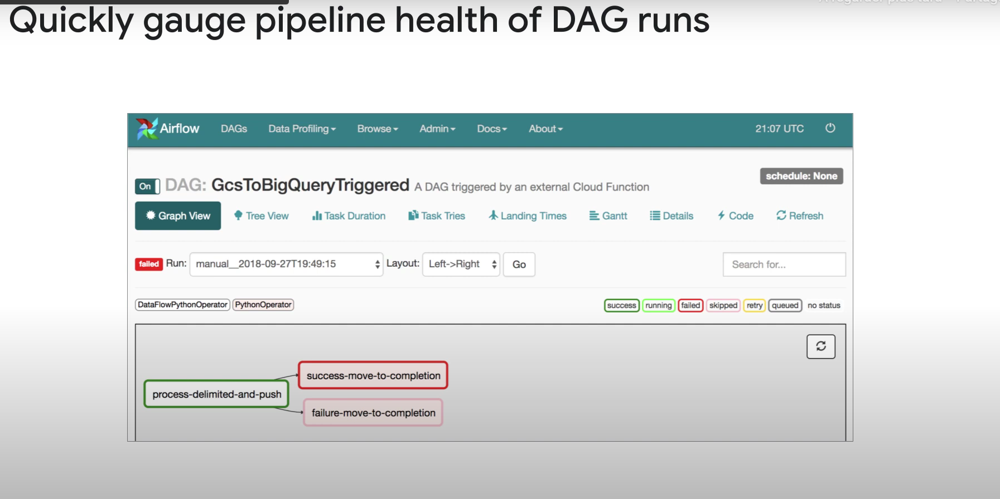 Quickly gauge pipeline health of DAG runs
Airflow DAGs Data Profiling Browse Admin Docs About 21:07 UTC
schedule: None
On DAG: GcsToBigQueryTriggered A DAG triggered by an external Cloud Function
Graph View Tree View Task Duration Task Tries Landing Times Gantt Details Code Refresh
failed Run: manual__2018-09-27T19:49:15 Layout: Left->Right Go Search for...
DataFlowPythonOperator PythonOperator success running failed skipped retry queued no status
success-move-to-completion
process-delimited-and-push
failure-move-to-completion